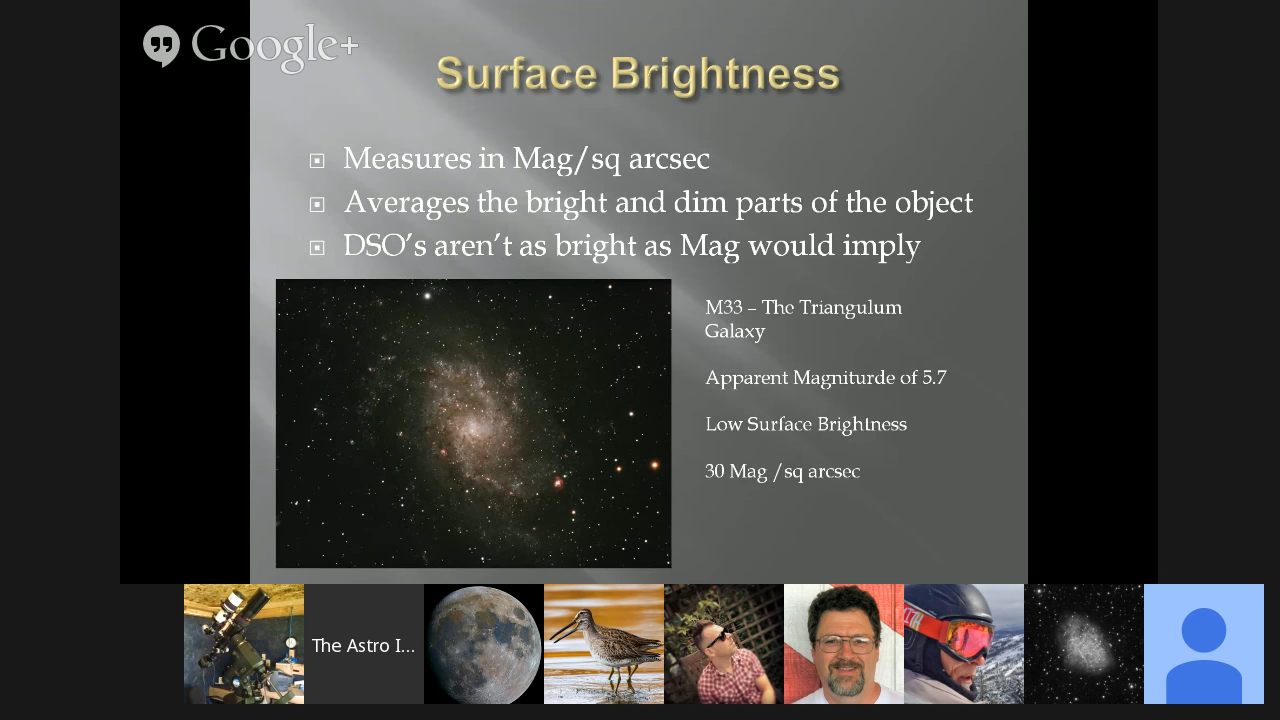 Google+
Surface Brightness
Measures in Mag/sq arcsec
Averages the bright and dim parts of the object
DSO's aren't as bright as Mag would imply
M33 – The Triangulum
Galaxy
Apparent Magniturde of 5.7
Low Surface Brightness
30 Mag /sq arcsec
The Astro I...